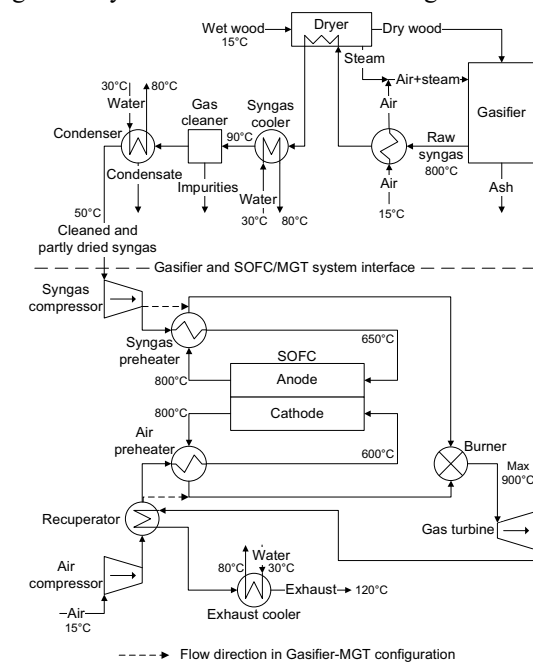 Dryer
Wet wood
15°C
Dry wood
Steam
Air+steam
Air
Gasifier
30°C
80°C
Water
Gas
cleaner
Syngas
cooler
Condenser
90°C
Raw
syngas
800°C
Condensate
Impurities
Water
30°C
80°C
Air
15°C
Ash
50°C
Cleaned and
partly dried syngas
Gasifier and SOFC/MGT system interface
Syngas
compressor
Syngas
preheater
650°C
SOFC
800°C
Anode
800°C
Cathode
Air
preheater
600°C
Burner
Max
900°C
Recuperator
Gas turbine
Air
compressor
80°C
Water
30°C
Exhaust
120°C
Exhaust cooler
Air
15°C
Flow direction in Gasifier-MGT configuration